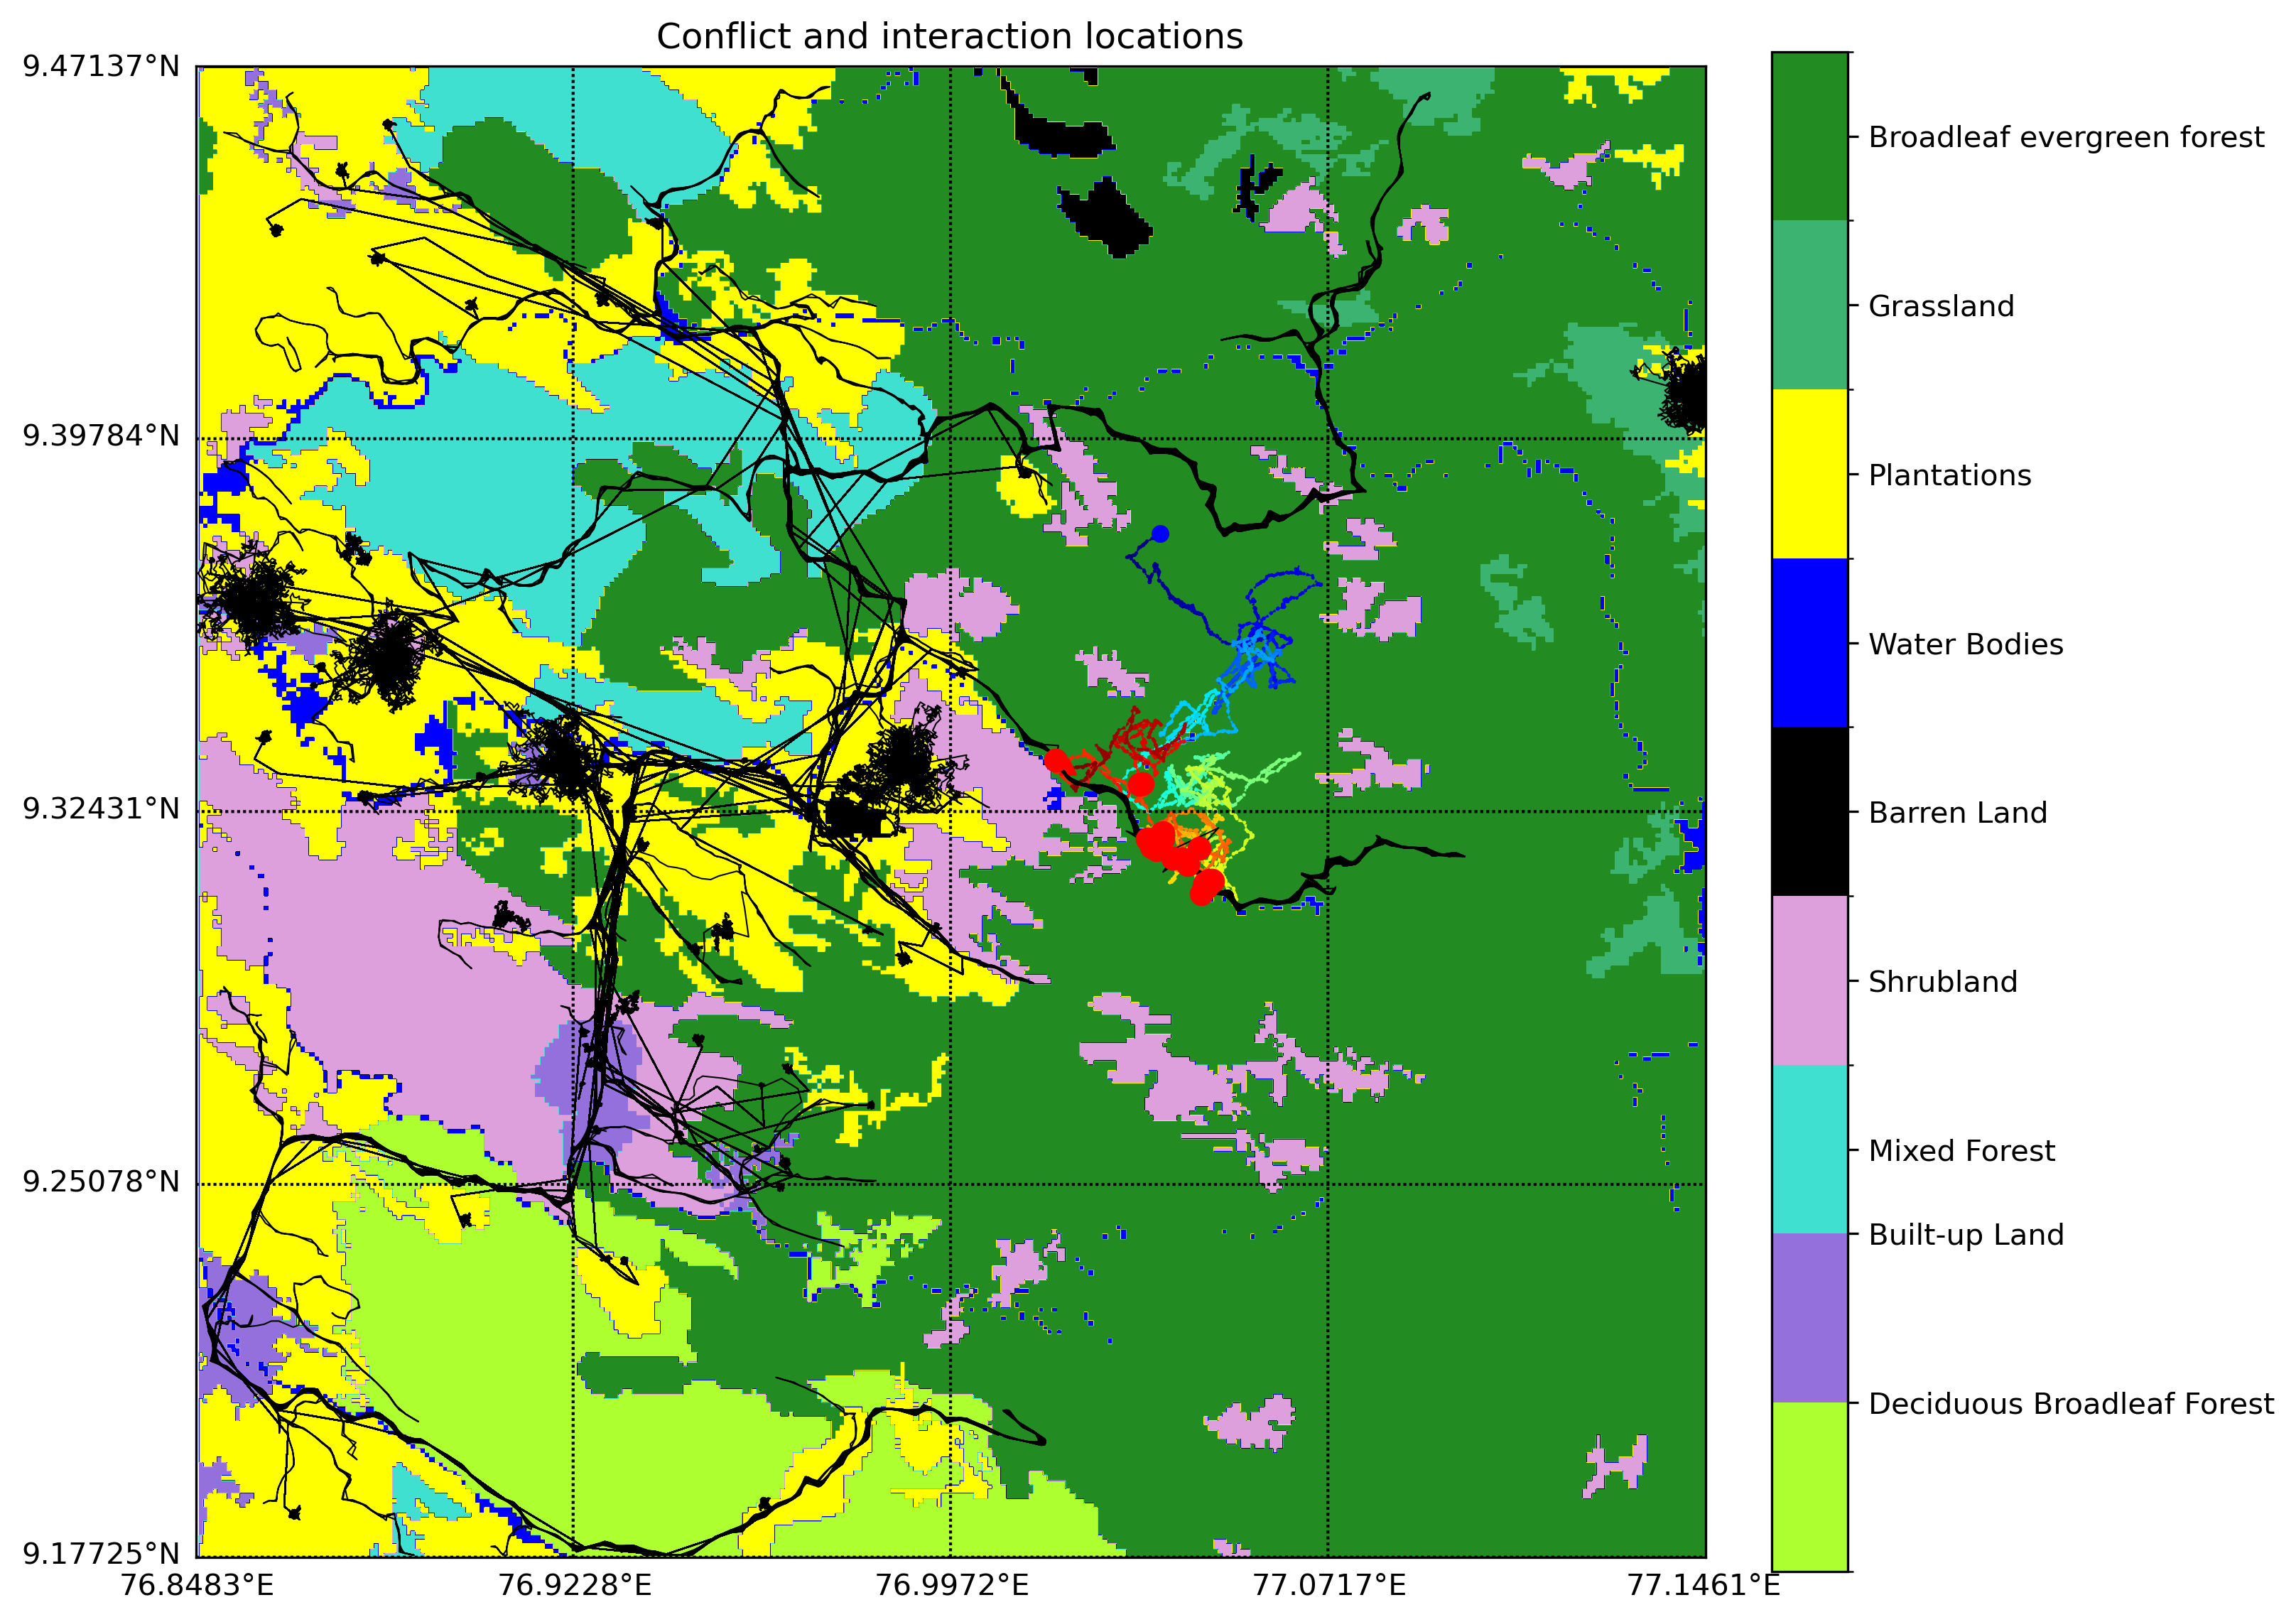 Conflict and interaction locations
9.47137°N
9.39784°N
9.32431°N
9.25078°N
9.17725°N
76.8483°E
76.9228°E
76.9972°E
77.0717°E
77.1461°E
Broadleaf evergreen forest
Grassland
Plantations
Water Bodies
Barren Land
Shrubland
Mixed Forest
Built-up Land
Deciduous Broadleaf Forest